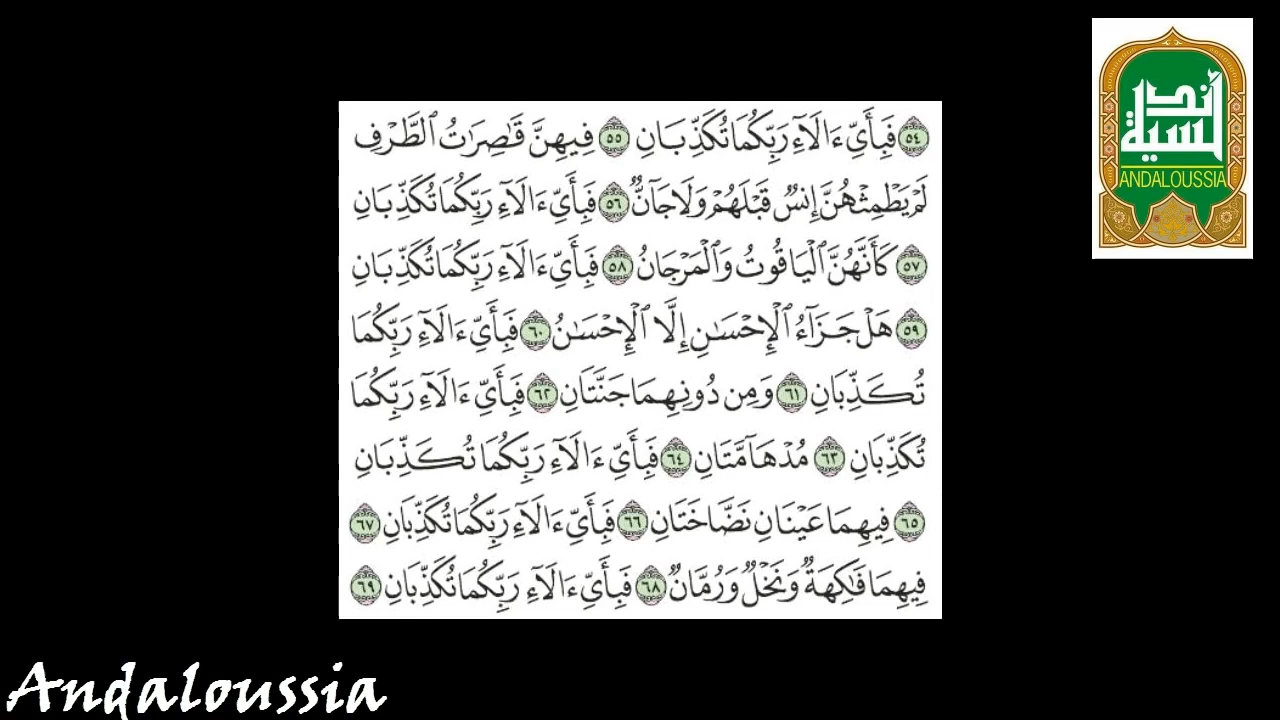 ٥٤ فَبِأَيِّ ءَالَآءِ رَبِّكُمَا تُكَذِّبَانِ ٥٥ فِيهِنَّ قَٰصِرَٰتُ ٱلطَّرْفِ
لَمْ يَطْمِثْهُنَّ إِنسٌ قَبْلَهُمْ وَلَا جَآنٌّ ٥٦ فَبِأَيِّ ءَالَآءِ رَبِّكُمَا تُكَذِّبَانِ
٥٧ كَأَنَّهُنَّ ٱلْيَاقُوتُ وَٱلْمَرْجَانُ ٥٨ فَبِأَيِّ ءَالَآءِ رَبِّكُمَا تُكَذِّبَانِ
٥٩ هَلْ جَزَآءُ ٱلْإِحْسَٰنِ إِلَّا ٱلْإِحْسَٰنُ ٦٠ فَبِأَيِّ ءَالَآءِ رَبِّكُمَا
تُكَذِّبَانِ ٦١ وَمِن دُونِهِمَا جَنَّتَانِ ٦٢ فَبِأَيِّ ءَالَآءِ رَبِّكُمَا
تُكَذِّبَانِ ٦٣ مُدْهَآمَّتَانِ ٦٤ فَبِأَيِّ ءَالَآءِ رَبِّكُمَا تُكَذِّبَانِ
٦٥ فِيهِمَا عَيْنَانِ نَضَّاخَتَانِ ٦٦ فَبِأَيِّ ءَالَآءِ رَبِّكُمَا تُكَذِّبَانِ ٦٧
فِيهِمَا فَٰكِهَةٌ وَنَخْلٌ وَرُمَّانٌ ٦٨ فَبِأَيِّ ءَالَآءِ رَبِّكُمَا تُكَذِّبَانِ ٦٩
أندلسية
ANDALOUSSIA
Andaloussia